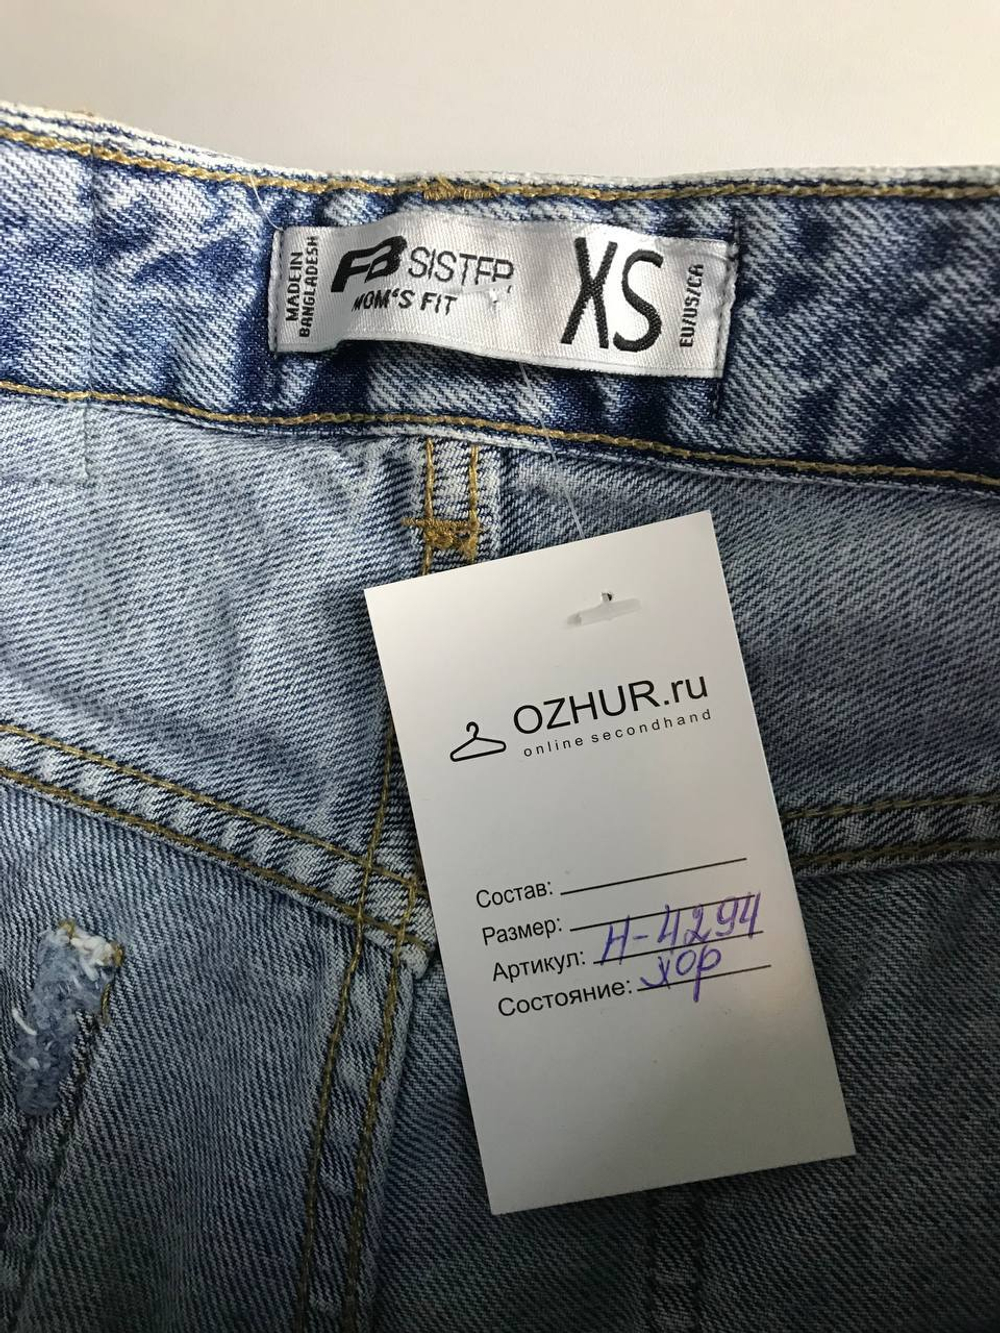 MADE IN
BANGLADESH
FB SISTER
MOM'S FIT
XS
EU/US/CA
OZHUR.ru
online secondhand
Состав:
Размер:
Артикул: Н-4294
Состояние: хор